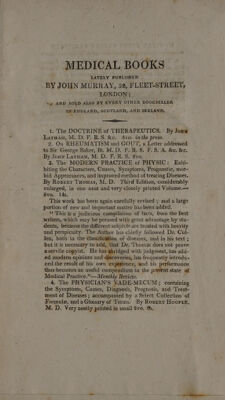 MEDICAL BOOKS
LATELY PUBLISHED
BY JOHN MURRAY, 32, FLEET-STREET,
LONDON;
AND SOLD ALSO BY EVERY OTHER BOOKSELLER
IN ENGLAND, SCOTLAND, AND IRELAND.
1. The DOCTRINE of THERAPEUTICS. By JOHN
LATHAM, M. D. F. R. S. &c. 8vo. in the press.
2. On RHEUMATISM and GOUT, a Letter addressed
to Sir George Baker, B. M. D. F. R. S. F. A. S. &c. &c.
By JOHN LATHAM, M. D. F. R. S. 8vo.
3. The MODERN PRACTICE of PHYSIC: Exhi-
biting the Characters, Causes, Symptoms, Prognostic, mor-
bid Appearances, and improved method of treating Diseases,
By ROBERT THOMAS, M. D. Third Edition, considerably
enlarged, in one neat and very closely printed Volume—
8vo. 14s.
This work has been again carefully revised; and a large
portion of new and important matter has been added.
"This is a judicious compilation of facts, from the best
writers, which may be perused with great advantage by stu-
dents, because the different subjects are treated with brevity
and perspicuity. The Author has chiefly followed Dr. Cul-
len, both in the classification of diseases, and in his text;
but it is necessary to add, that Dr. Thomas does not prove
a servile copyist. He has abridged with judgment, has add-
ed modern opinions and discoveries, has frequently introdu-
ced the result of his own experience, and his performance
thus becomes an useful compendium to the present state of
Medical Practice."—Monthly Review.
4. The PHYSICIAN's VADE-MECUM; containing
the Symptoms, Causes, Diagnosis, Prognosis, and Treat-
ment of Diseases; accompanied by a Select Collection of
Formulæ, and a Glossary of Terms. By ROBERT HOOPER,
M. D. Very neatly printed in small 8vo.